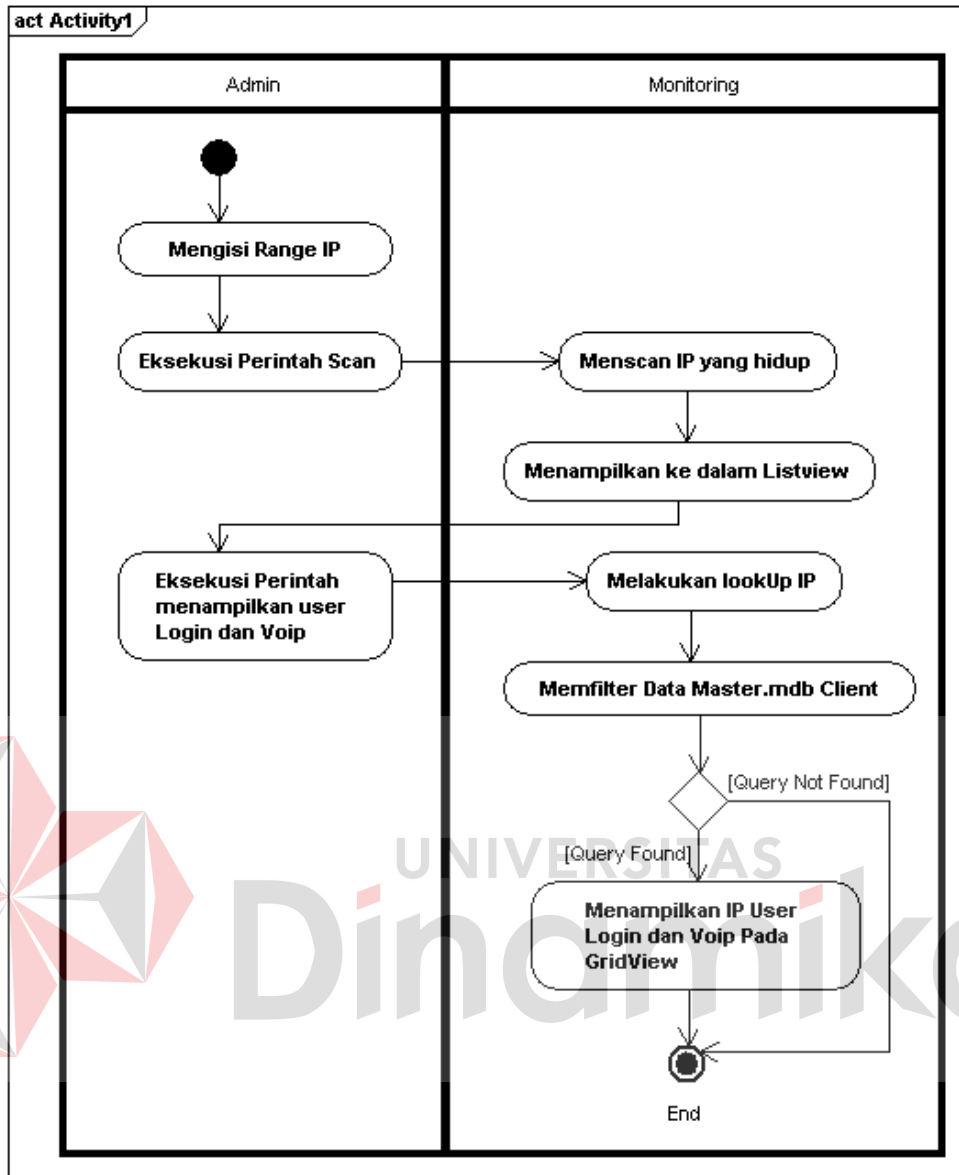 act Activity1
Admin
Monitoring
Mengisi Range IP
Eksekusi Perintah Scan
Menscan IP yang hidup
Menampilkan ke dalam Listview
Eksekusi Perintah
menampilkan user
Login dan Voip
Melakukan lookUp IP
Memfilter Data Master.mdb Client
[Query Not Found]
[Query Found]
UNIVERSITAS
Dinamika
Menampilkan IP User
Login dan Voip Pada
GridView
End